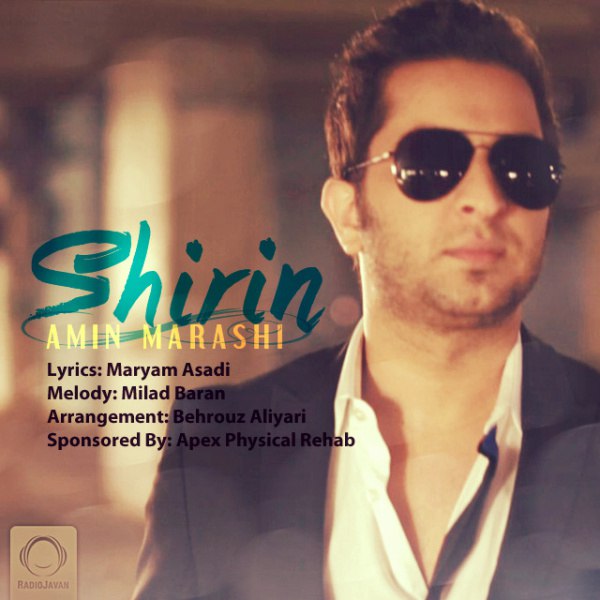 Shirin
AMIN MARASHI
Lyrics: Maryam Asadi
Melody: Milad Baran
Arrangement: Behrouz Aliyari
Sponsored By: Apex Physical Rehab
RADIOJAVAN